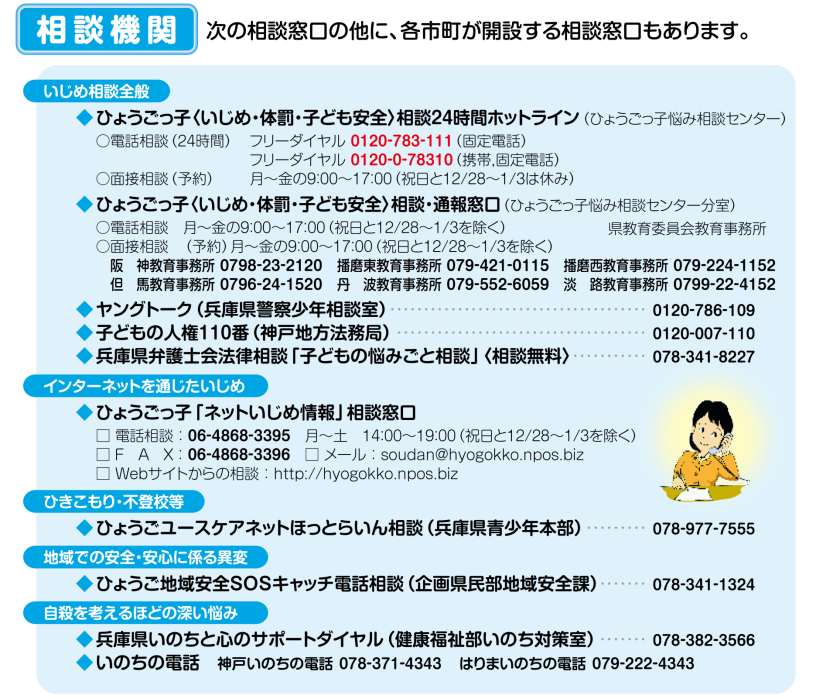 相談機関 次の相談窓口の他に、各市町が開設する相談窓口もあります。
いじめ相談全般
◆ひょうごっ子〈いじめ・体罰・子ども安全〉相談24時間ホットライン（ひょうごっ子悩み相談センター）
○電話相談（24時間） フリーダイヤル 0120-783-111（固定電話）
フリーダイヤル 0120-0-78310（携帯,固定電話）
○面接相談（予約） 月～金の9:00～17:00（祝日と12/28～1/3は休み）
◆ひょうごっ子〈いじめ・体罰・子ども安全〉相談・通報窓口（ひょうごっ子悩み相談センター分室）
○電話相談 月～金の9:00～17:00（祝日と12/28～1/3を除く） 県教育委員会教育事務所
○面接相談 （予約）月～金の9:00～17:00（祝日と12/28～1/3を除く）
阪 神教育事務所 0798-23-2120 播磨東教育事務所 079-421-0115 播磨西教育事務所 079-224-1152
但 馬教育事務所 0796-24-1520 丹 波教育事務所 079-552-6059 淡 路教育事務所 0799-22-4152
◆ヤングトーク（兵庫県警察少年相談室）‥‥‥‥‥‥‥‥‥‥‥‥ 0120-786-109
◆子どもの人権110番（神戸地方法務局）‥‥‥‥‥‥‥‥‥‥‥‥ 0120-007-110
◆兵庫県弁護士会法律相談「子どもの悩みごと相談」〈相談無料〉‥‥‥‥ 078-341-8227
インターネットを通じたいじめ
◆ひょうごっ子「ネットいじめ情報」相談窓口
□ 電話相談：06-4868-3395 月～土 14:00～19:00（祝日と12/28～1/3を除く）
□ F A X：06-4868-3396 □ メール：soudan@hyogokko.npos.biz
□ Webサイトからの相談：http://hyogokko.npos.biz
ひきこもり・不登校等
◆ひょうごユースケアネットほっとらいん相談（兵庫県青少年本部）‥‥‥ 078-977-7555
地域での安全・安心に係る異変
◆ひょうご地域安全SOSキャッチ電話相談（企画県民部地域安全課）‥‥‥ 078-341-1324
自殺を考えるほどの深い悩み
◆兵庫県いのちと心のサポートダイヤル（健康福祉部いのち対策室）‥‥‥ 078-382-3566
◆いのちの電話 神戸いのちの電話 078-371-4343 はりまいのちの電話 079-222-4343